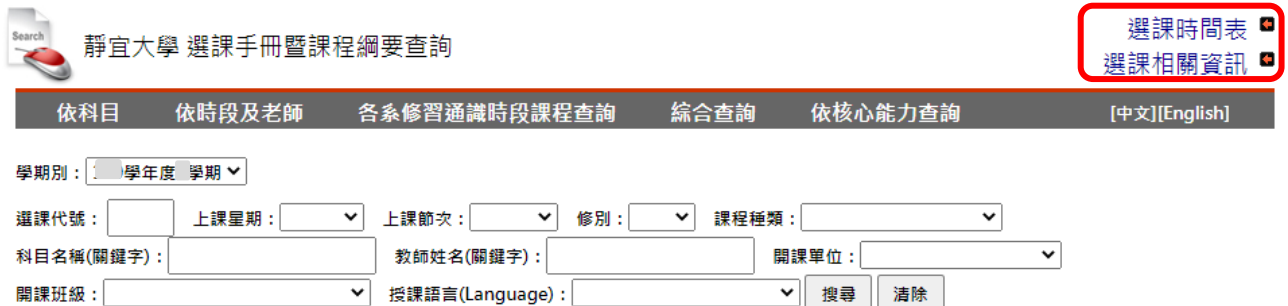 Search
靜宜大學 選課手冊暨課程綱要查詢
選課時間表
選課相關資訊
依科目 依時段及老師 各系修習通識時段課程查詢 綜合查詢 依核心能力查詢 [中文][English]
學期別： 學年度 學期
選課代號： 上課星期： 上課節次： 修別： 課程種類：
科目名稱(關鍵字)： 教師姓名(關鍵字)： 開課單位：
開課班級： 授課語言(Language)： 搜尋 清除